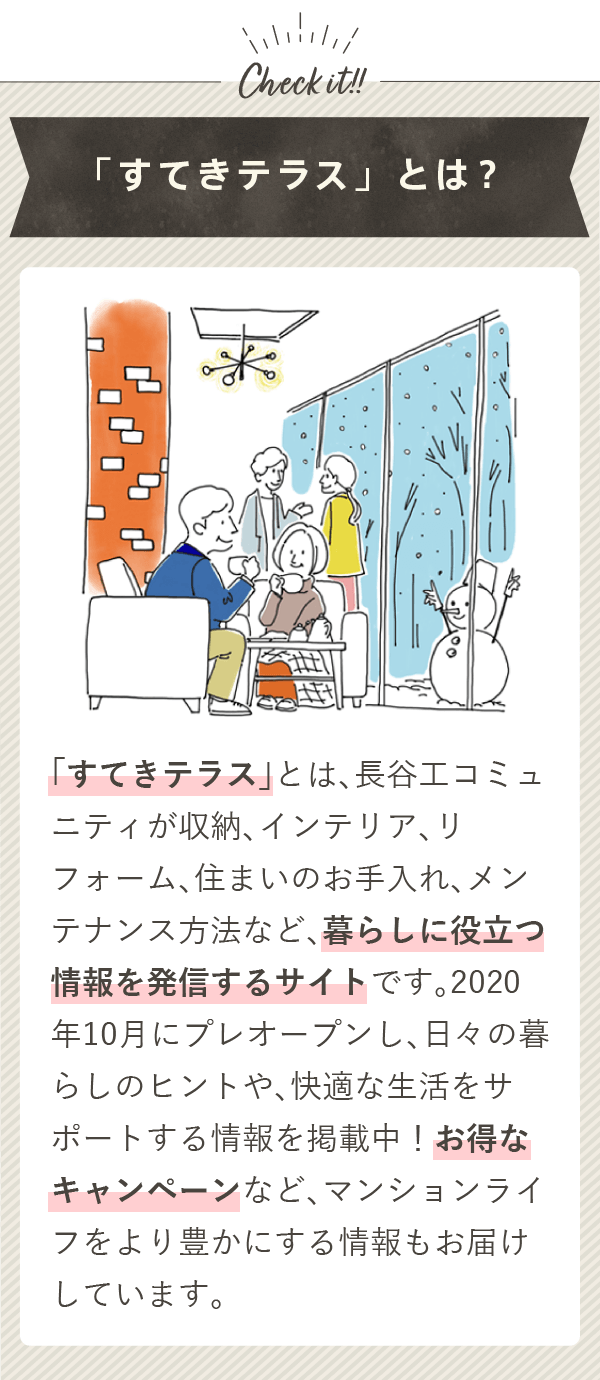 Check it!!
「すてきテラス」とは？
「すてきテラス」とは、長谷工コミュ
ニティが収納、インテリア、リ
フォーム、住まいのお手入れ、メン
テナンス方法など、暮らしに役立つ
情報を発信するサイトです。2020
年10月にプレオープンし、日々の暮
らしのヒントや、快適な生活をサ
ポートする情報を掲載中！お得な
キャンペーンなど、マンションライ
フをより豊かにする情報もお届け
しています。